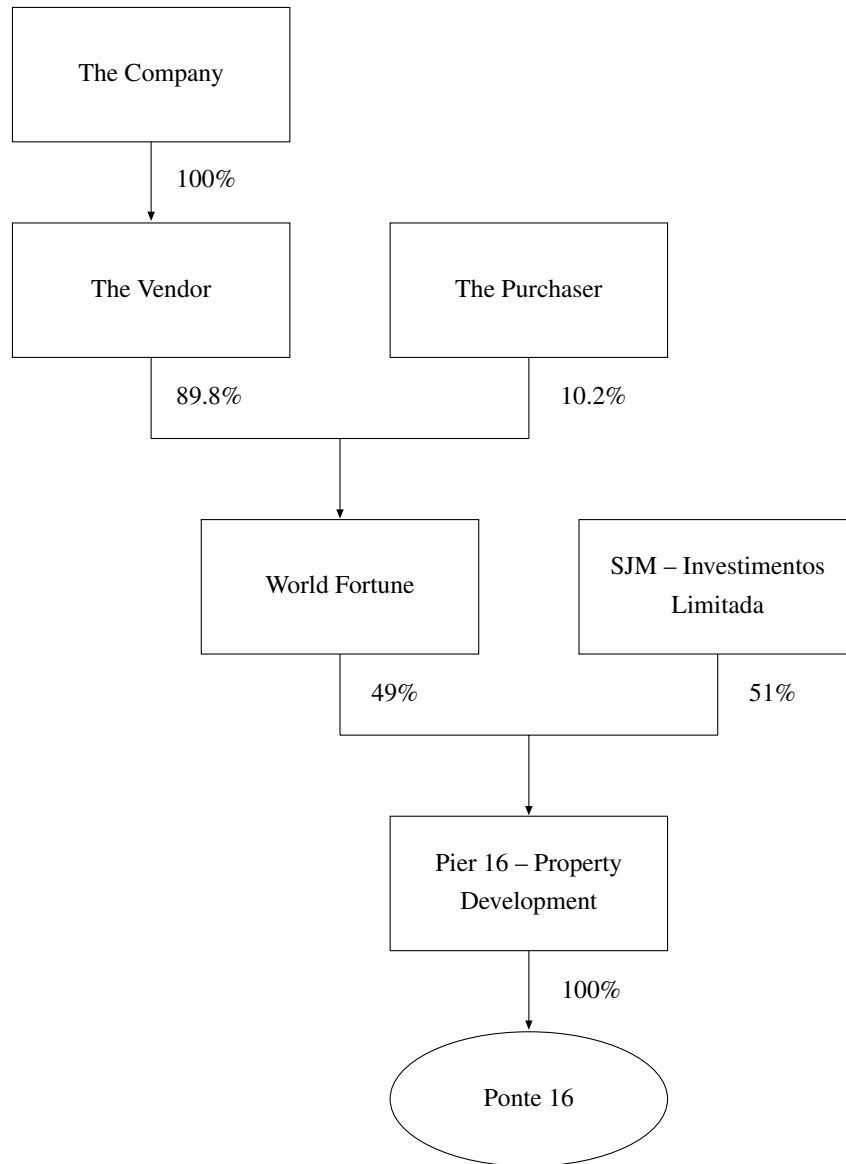 The Company
100%
The Vendor
The Purchaser
89.8%
10.2%
World Fortune
SJM – Investimentos
Limitada
49%
51%
Pier 16 – Property
Development
100%
Ponte 16